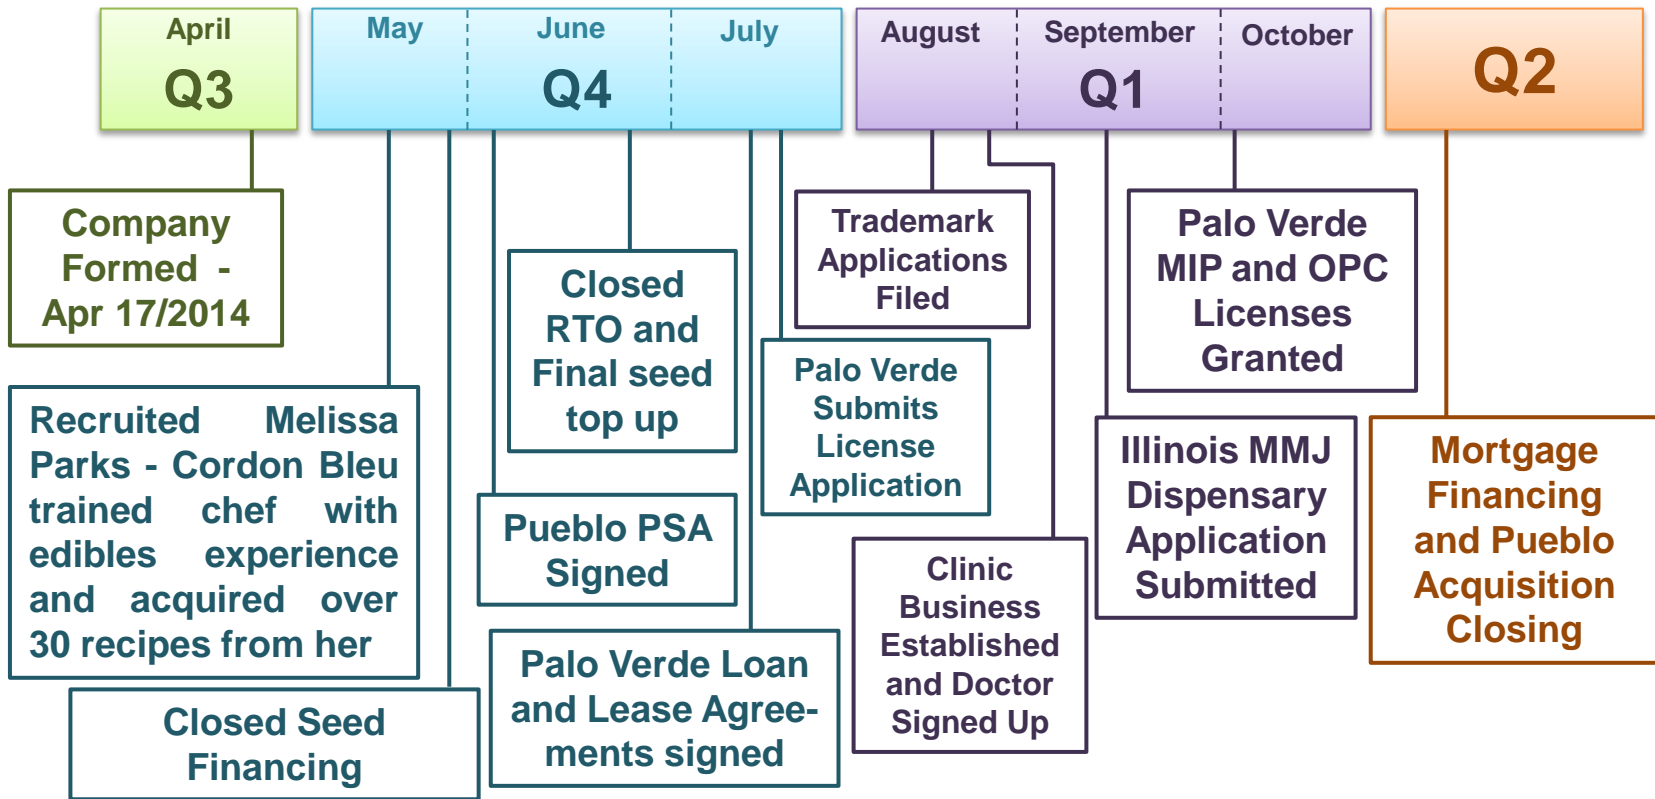 April
Q3
May
June
July
Q4
August
September
October
Q1
Q2
Company
Formed -
Apr 17/2014
Recruited Melissa
Parks - Cordon Bleu
trained chef with
edibles experience
and acquired over
30 recipes from her
Closed Seed
Financing
Closed
RTO and
Final seed
top up
Pueblo PSA
Signed
Palo Verde Loan
and Lease Agree-
ments signed
Palo Verde
Submits
License
Application
Trademark
Applications
Filed
Clinic
Business
Established
and Doctor
Signed Up
Palo Verde
MIP and OPC
Licenses
Granted
Illinois MMJ
Dispensary
Application
Submitted
Mortgage
Financing
and Pueblo
Acquisition
Closing